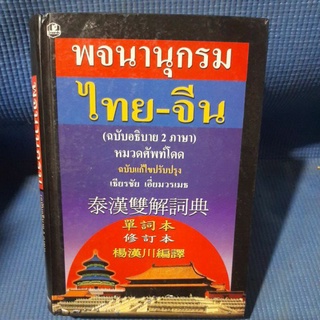 พจนานุกรม
ไทย-จีน
(ฉบับอธิบาย 2 ภาษา)
หมวดศัพท์โดด
ฉบับแก้ไขปรับปรุง
เธียรชัย เอี่ยมวรเมธ
泰漢雙解詞典
單詞本
修訂本
楊漢川編譯